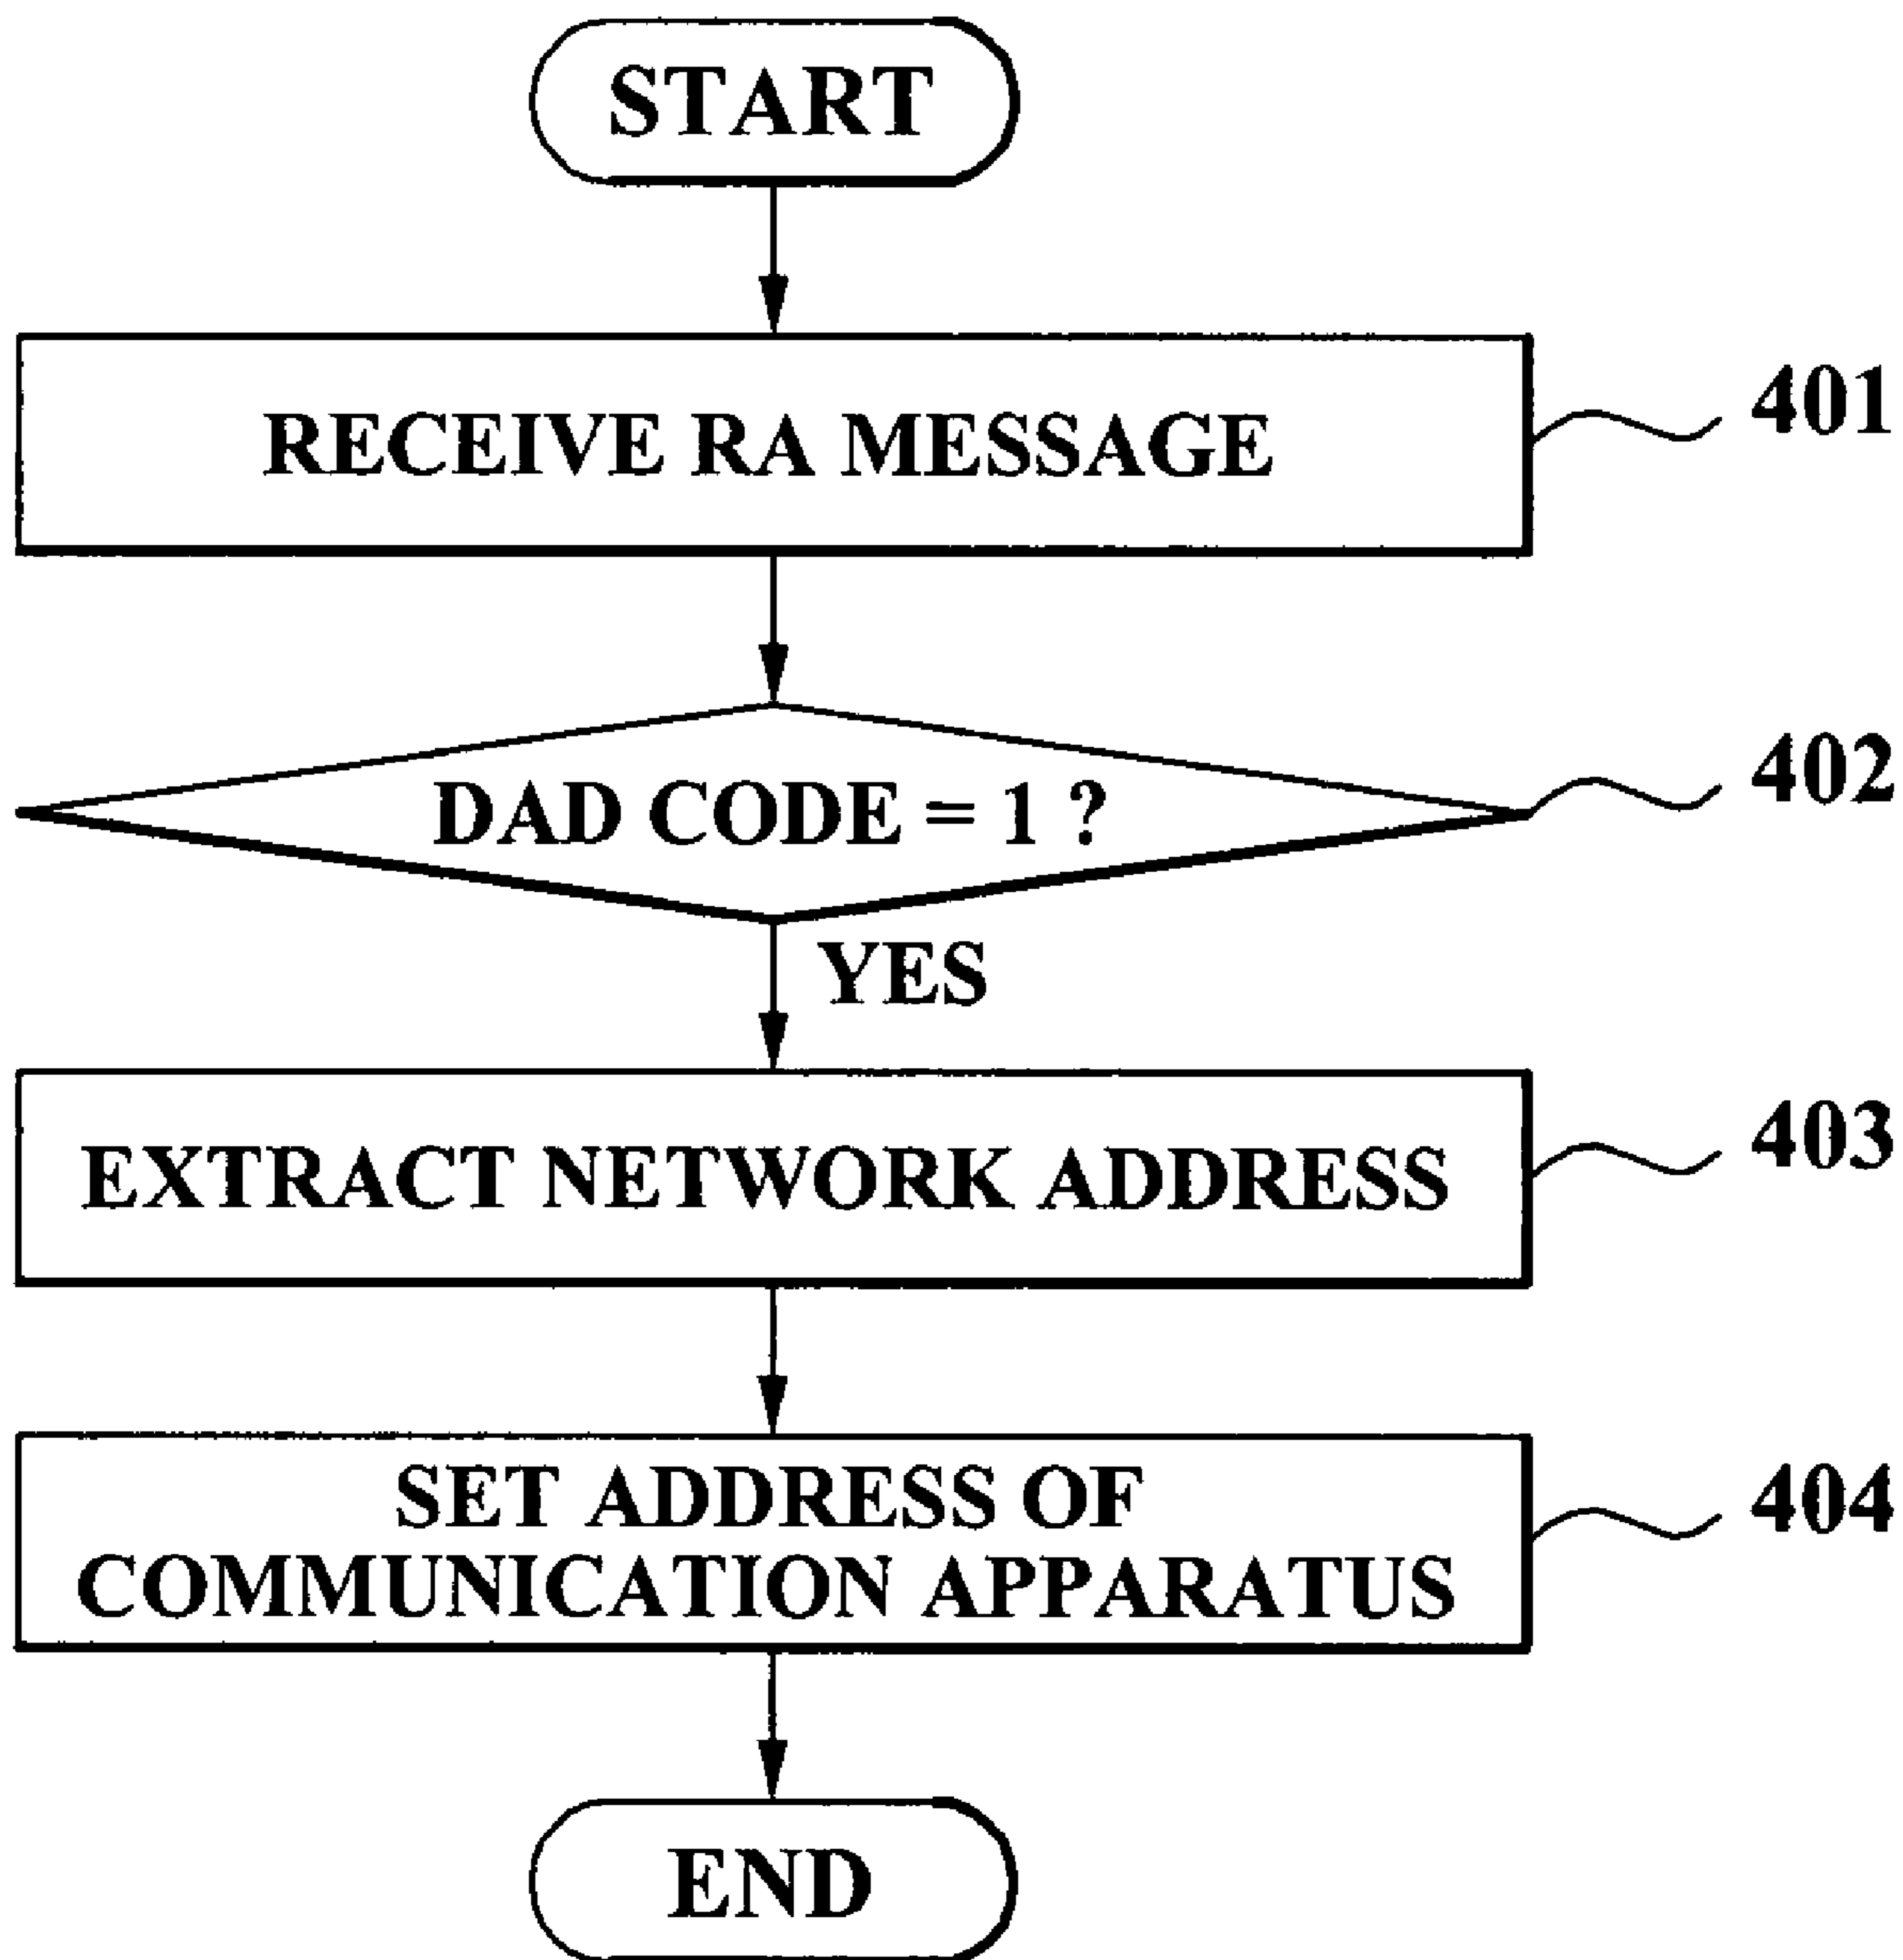 START
RECEIVE RA MESSAGE
401
DAD CODE = 1 ?
402
YES
EXTRACT NETWORK ADDRESS
403
SET ADDRESS OF
COMMUNICATION APPARATUS
404
END